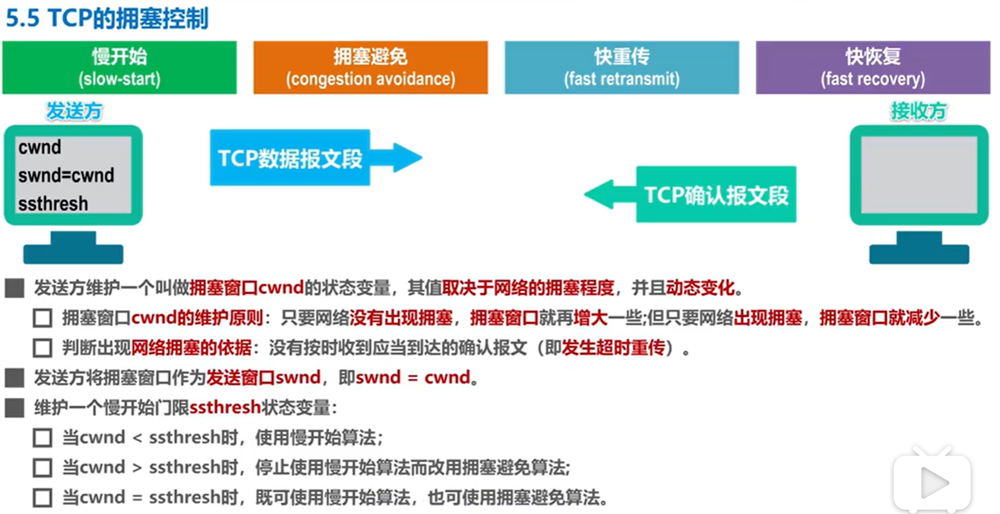 5.5 TCP的拥塞控制
慢开始
(slow-start)
拥塞避免
(congestion avoidance)
快重传
(fast retransmit)
快恢复
(fast recovery)
发送方
接收方
cwnd
swnd=cwnd
ssthresh
TCP数据报文段
TCP确认报文段
发送方维护一个叫做拥塞窗口cwnd的状态变量，其值取决于网络的拥塞程度，并且动态变化。
拥塞窗口cwnd的维护原则：只要网络没有出现拥塞，拥塞窗口就再增大一些;但只要网络出现拥塞，拥塞窗口就减少一些。
判断出现网络拥塞的依据：没有按时收到应当到达的确认报文（即发生超时重传）。
发送方将拥塞窗口作为发送窗口swnd，即swnd = cwnd。
维护一个慢开始门限ssthresh状态变量：
当cwnd < ssthresh时，使用慢开始算法；
当cwnd > ssthresh时，停止使用慢开始算法而改用拥塞避免算法;
当cwnd = ssthresh时，既可使用慢开始算法，也可使用拥塞避免算法。